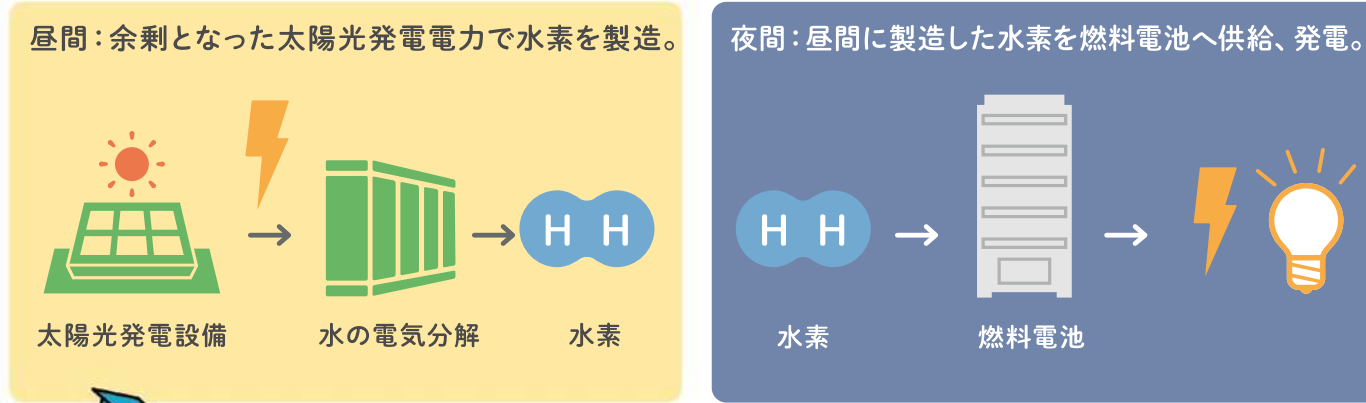 昼間：余剰となった太陽光発電電力で水素を製造。
H H
太陽光発電設備
水の電気分解
水素
夜間：昼間に製造した水素を燃料電池へ供給、発電。
H H
水素
燃料電池